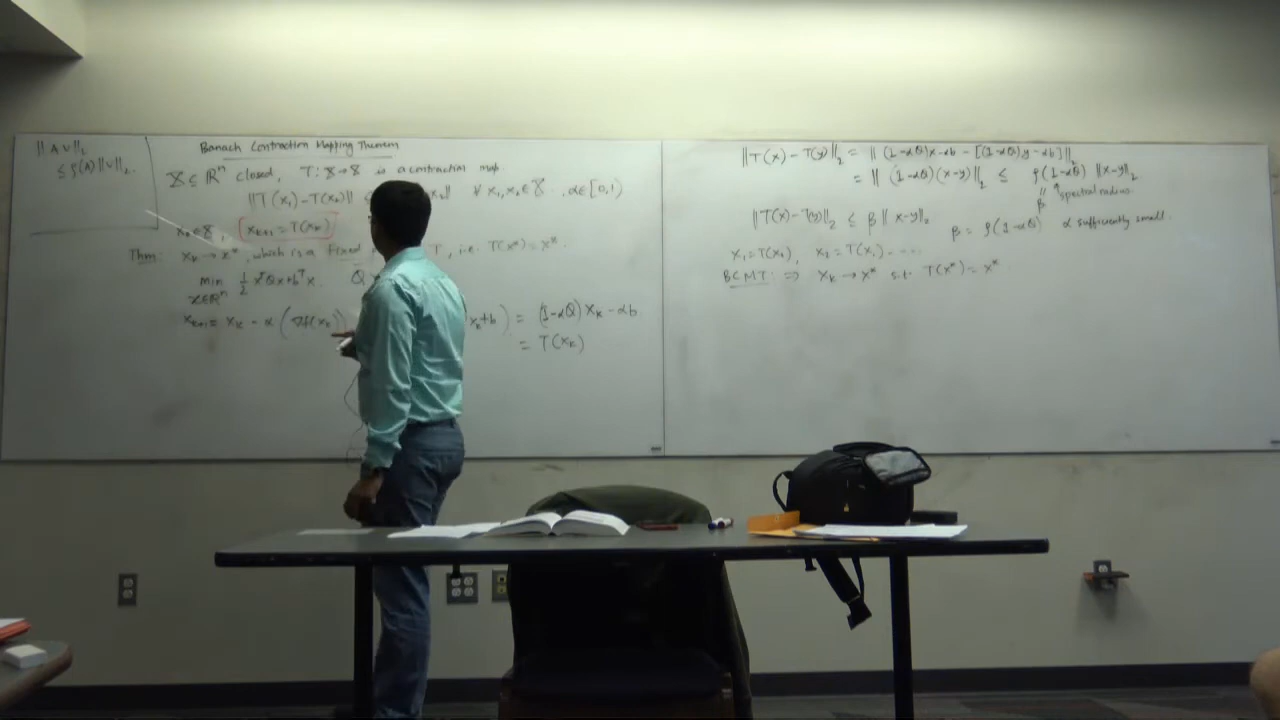 ‖AV‖₂
≤ ρ(A)‖V‖₂.
Banach Contraction Mapping Theorem
X ⊆ ℝⁿ closed, T: X→X is a contraction map
‖T(x₁)-T(x₂)‖ ≤ ‖ ∀ x₁,x₂∈X, α∈[0,1)
x₀∈X, x_{k+1} = T(x_k)
Thm: x_k → x*, which is a fixed T, i.e. T(x*)=x*.
min ½ xᵀQx+bᵀx. Q
x∈ℝⁿ
x_{k+1} = x_k - α(∇f(x_k)) x_k+b) = (1-αQ)x_k - αb.
= T(x_k)
‖T(x)-T(y)‖₂ = ‖(1-αQ)x-αb - [(1-αQ)y-αb]‖₂
= ‖(1-αQ)(x-y)‖₂ ≤ ρ(1-αQ) ‖x-y‖₂
spectral radius.
β
‖T(x)-T(y)‖₂ ≤ β ‖x-y‖₂
β = ρ(1-αQ) α sufficiently small.
x₁=T(x₀), x₂=T(x₁). ....
BCMT: ⇒ x_k → x* s.t. T(x*) = x*